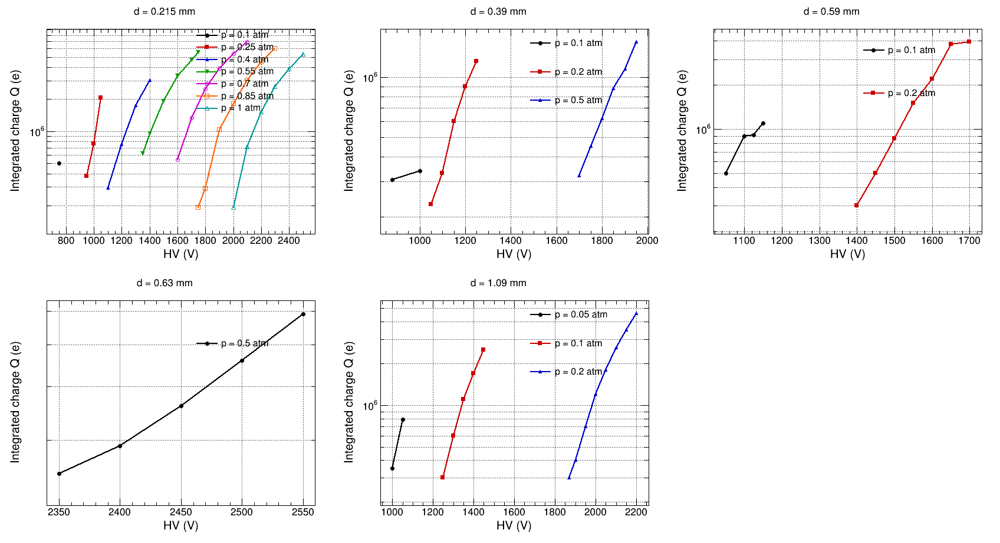 d = 0.215 mm
Integrated charge Q (e)
10^6
p = 0.1 atm
p = 0.25 atm
p = 0.4 atm
p = 0.55 atm
p = 0.7 atm
p = 0.85 atm
p = 1 atm
800 1000 1200 1400 1600 1800 2000 2200 2400
HV (V)
d = 0.39 mm
Integrated charge Q (e)
10^6
p = 0.1 atm
p = 0.2 atm
p = 0.5 atm
1000 1200 1400 1600 1800 2000
HV (V)
d = 0.59 mm
Integrated charge Q (e)
10^6
p = 0.1 atm
p = 0.2 atm
1100 1200 1300 1400 1500 1600 1700
HV (V)
d = 0.63 mm
Integrated charge Q (e)
p = 0.5 atm
2350 2400 2450 2500 2550
HV (V)
d = 1.09 mm
Integrated charge Q (e)
10^6
p = 0.05 atm
p = 0.1 atm
p = 0.2 atm
1000 1200 1400 1600 1800 2000 2200
HV (V)